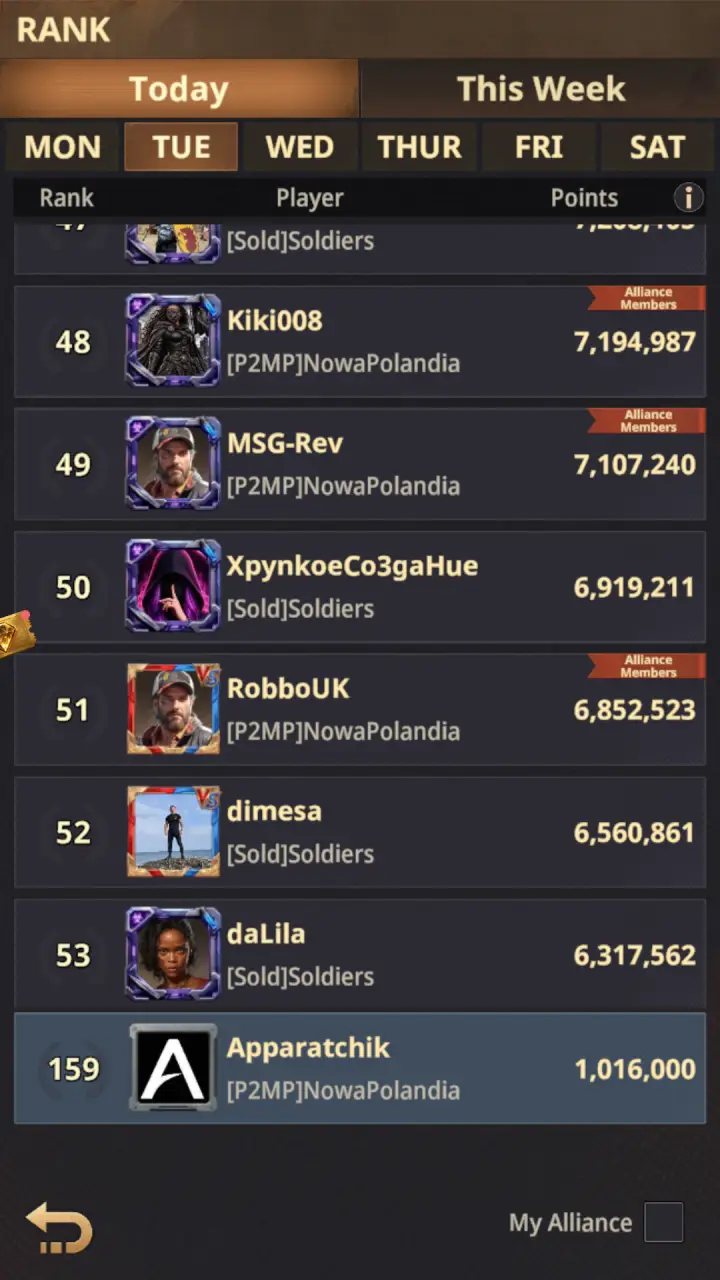 RANK
Today
This Week
MON
TUE
WED
THUR
FRI
SAT
Rank
Player
Points
[Sold]Soldiers
48
Kiki008
[P2MP]NowaPolandia
Alliance
Members
7,194,987
49
MSG-Rev
[P2MP]NowaPolandia
Alliance
Members
7,107,240
50
XpynkoeCo3gaHue
[Sold]Soldiers
6,919,211
51
RobboUK
[P2MP]NowaPolandia
Alliance
Members
6,852,523
52
dimesa
[Sold]Soldiers
6,560,861
53
daLila
[Sold]Soldiers
6,317,562
159
Apparatchik
[P2MP]NowaPolandia
1,016,000
My Alliance